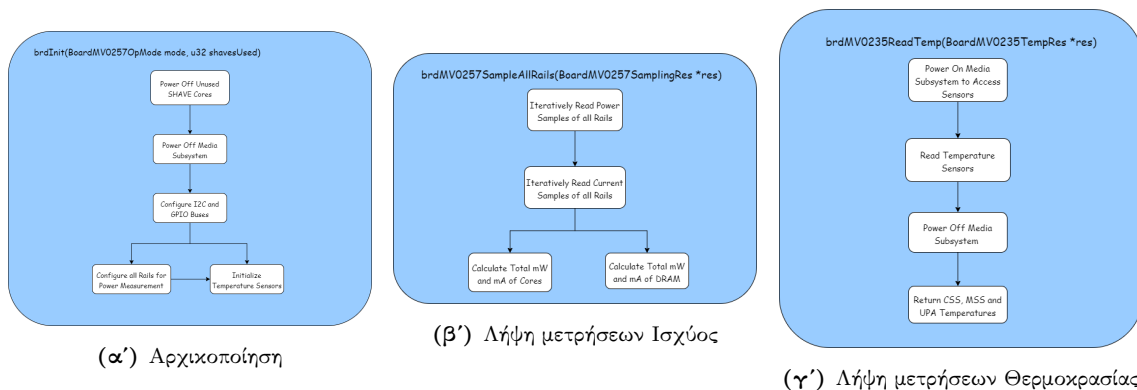 brdInit(BoardMV0257OpMode mode, u32 shavesUsed)
Power Off Unused
SHAVE Cores
Power Off Media
Subsystem
Configure I2C and
GPIO Buses
Configure all Rails for
Power Measurement
Initialize
Temperature Sensors
(α') Αρχικοποίηση
brdMV0257SampleAllRails(BoardMV0257SamplingRes *res)
Iteratively Read Power
Samples of all Rails
Iteratively Read Current
Samples of all Rails
Calculate Total mW
and mA of Cores
Calculate Total mW
and mA of DRAM
(β') Λήψη μετρήσεων Ισχύος
brdMV0235ReadTemp(BoardMV0235TempRes *res)
Power On Media
Subsystem to Access
Sensors
Read Temperature
Sensors
Power Off Media
Subsystem
Return CSS, MSS and
UPA Temperatures
(γ') Λήψη μετρήσεων Θερμοκρασίας